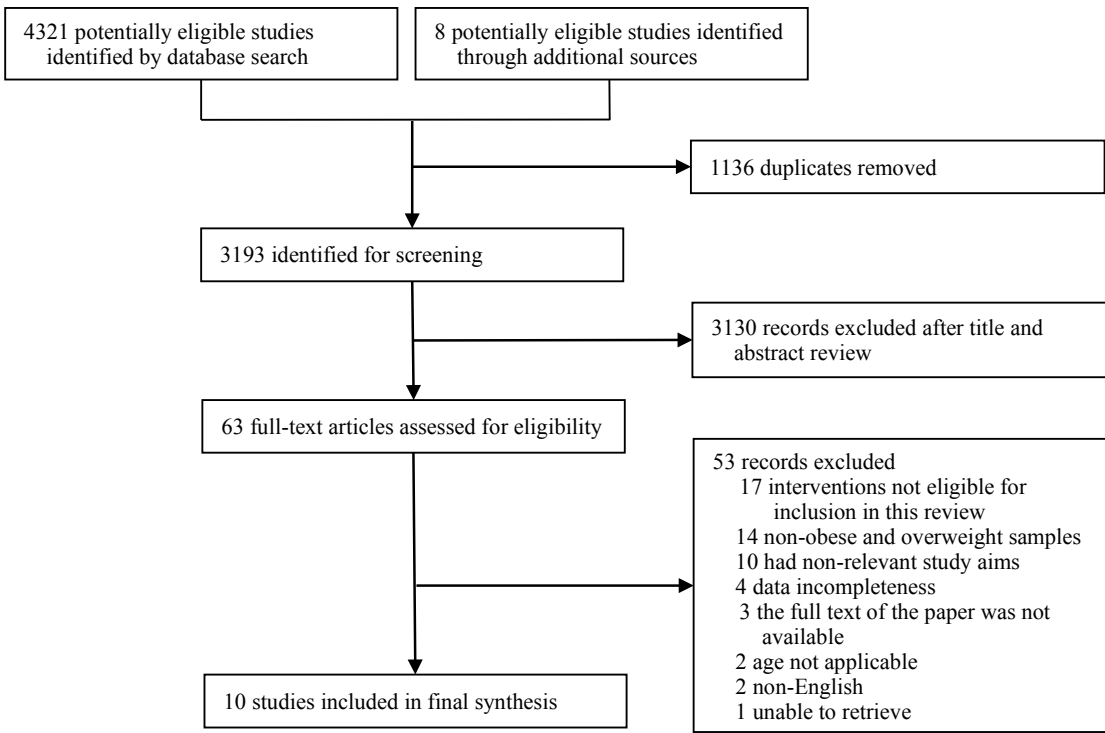 4321 potentially eligible studies
identified by database search
8 potentially eligible studies identified
through additional sources
1136 duplicates removed
3193 identified for screening
3130 records excluded after title and
abstract review
63 full-text articles assessed for eligibility
53 records excluded
17 interventions not eligible for
inclusion in this review
14 non-obese and overweight samples
10 had non-relevant study aims
4 data incompleteness
3 the full text of the paper was not
available
2 age not applicable
2 non-English
1 unable to retrieve
10 studies included in final synthesis